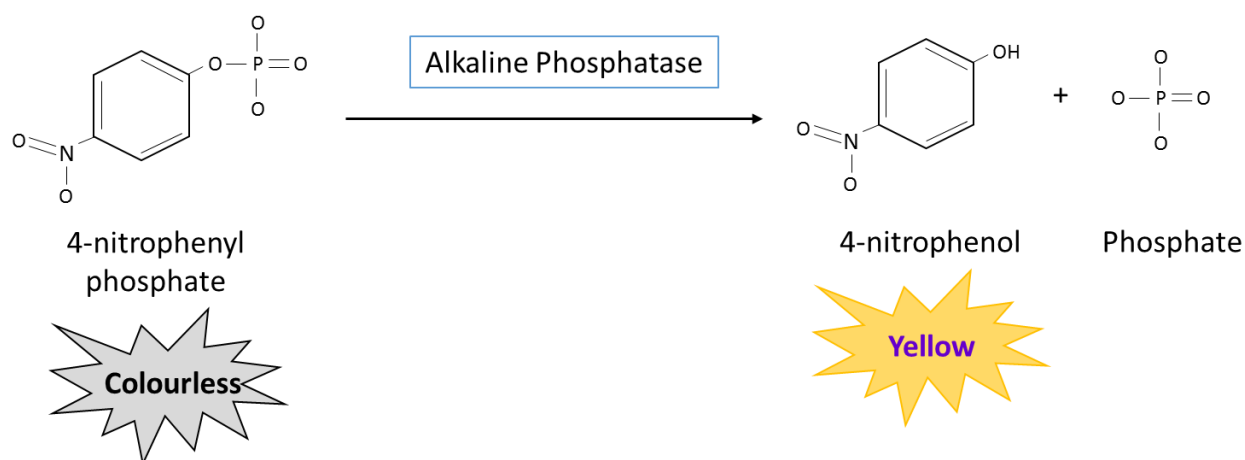 O
O
P
O
O
O
N
O
Alkaline Phosphatase
OH
O
N
O
+
O
O
P
O
O
4-nitrophenyl
phosphate
4-nitrophenol
Phosphate
Colourless
Yellow